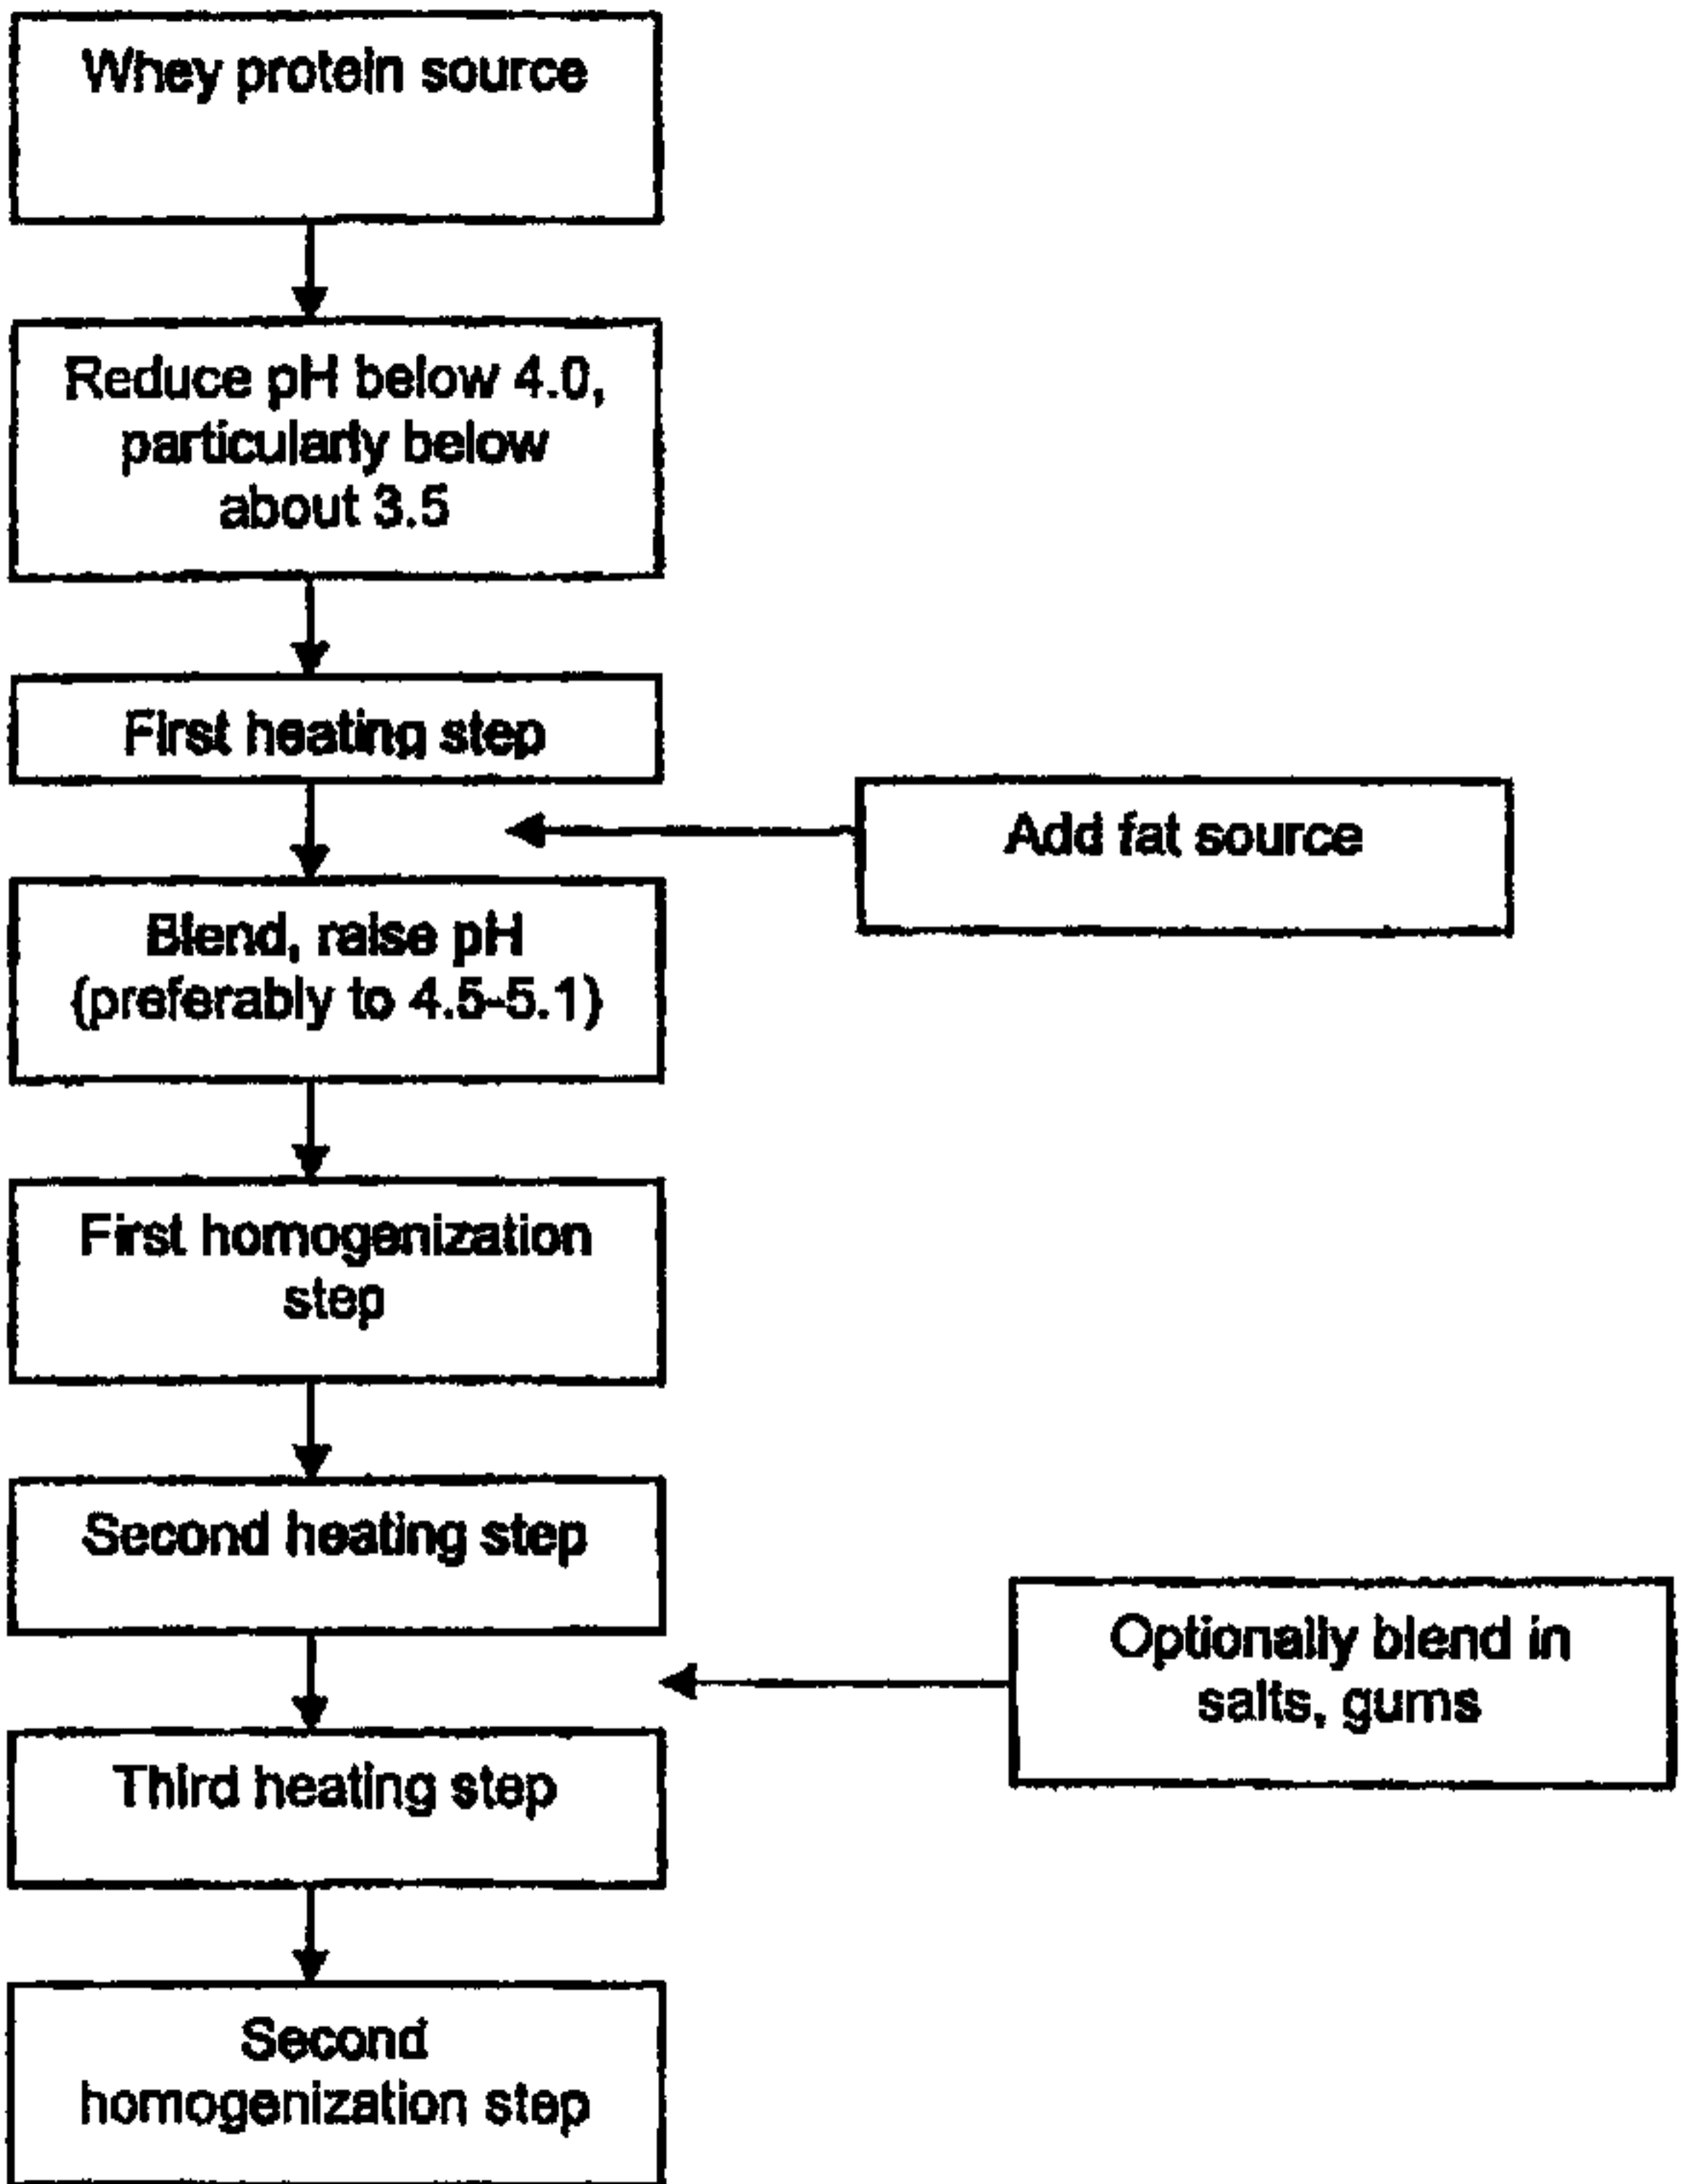 Whey protein source
Reduce pH below 4.0,
particularly below
about 3.5
First heating step
Add fat source
Blend, raise pH
(preferably to 4.5-5.1)
First homogenization
step
Second heating step
Optionally blend in
salts, gums
Third heating step
Second
homogenization step